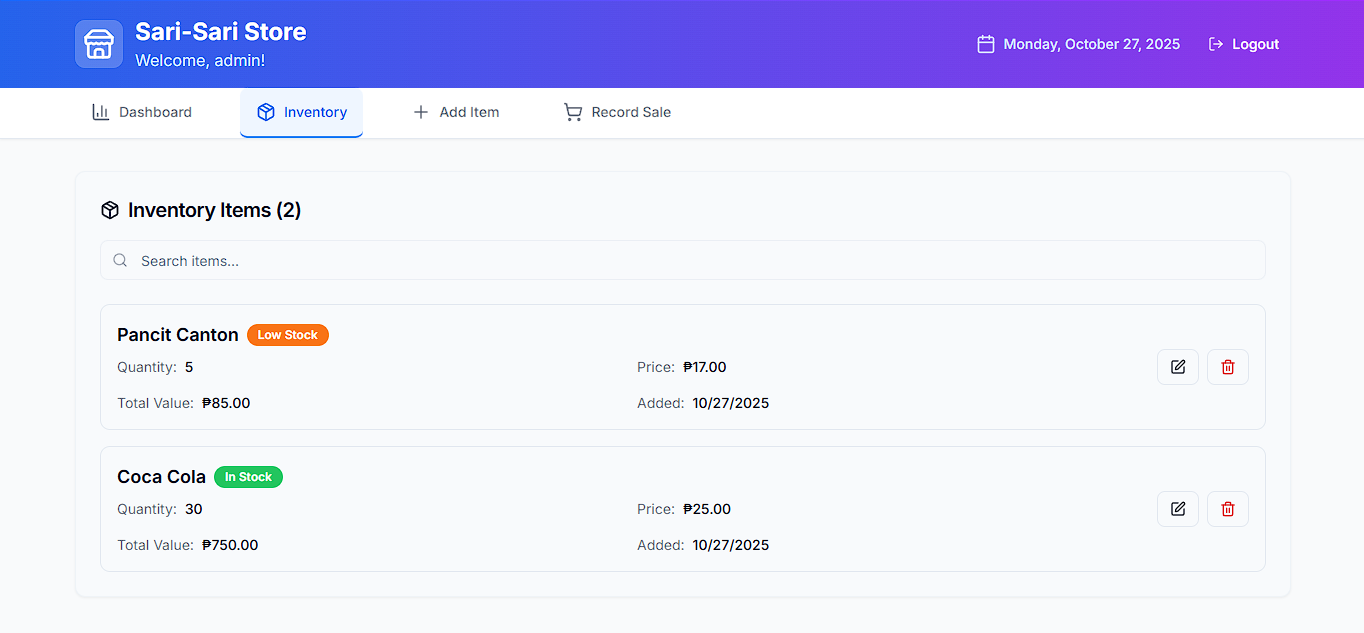 Sari-Sari Store
Welcome, admin!
Monday, October 27, 2025
Logout
Dashboard
Inventory
Add Item
Record Sale
Inventory Items (2)
Search items...
Pancit Canton
Low Stock
Quantity: 5
Price: ₱17.00
Total Value: ₱85.00
Added: 10/27/2025
Coca Cola
In Stock
Quantity: 30
Price: ₱25.00
Total Value: ₱750.00
Added: 10/27/2025